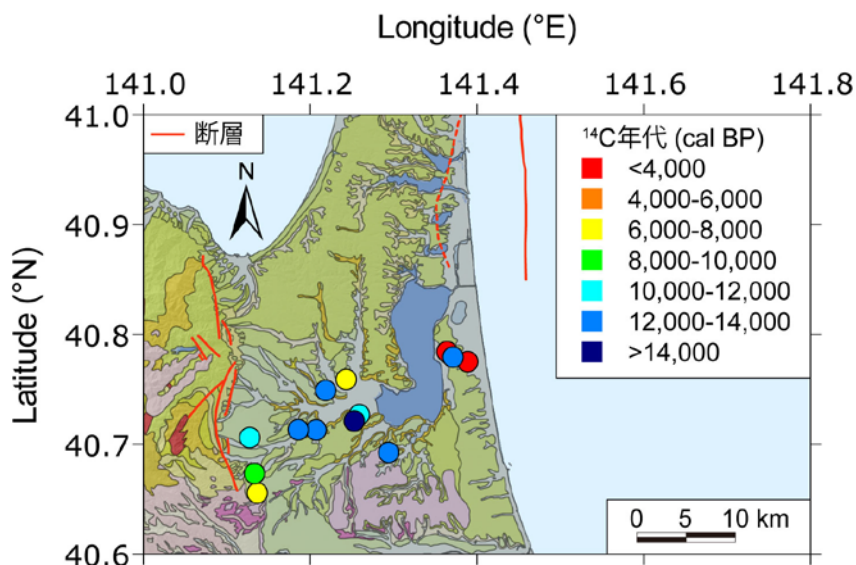 Longitude (°E)
141.0 141.2 141.4 141.6 141.8
41.0
40.9
40.8
40.7
40.6
Latitude (°N)
断層
N
¹⁴C年代 (cal BP)
<4,000
4,000-6,000
6,000-8,000
8,000-10,000
10,000-12,000
12,000-14,000
>14,000
0 5 10 km